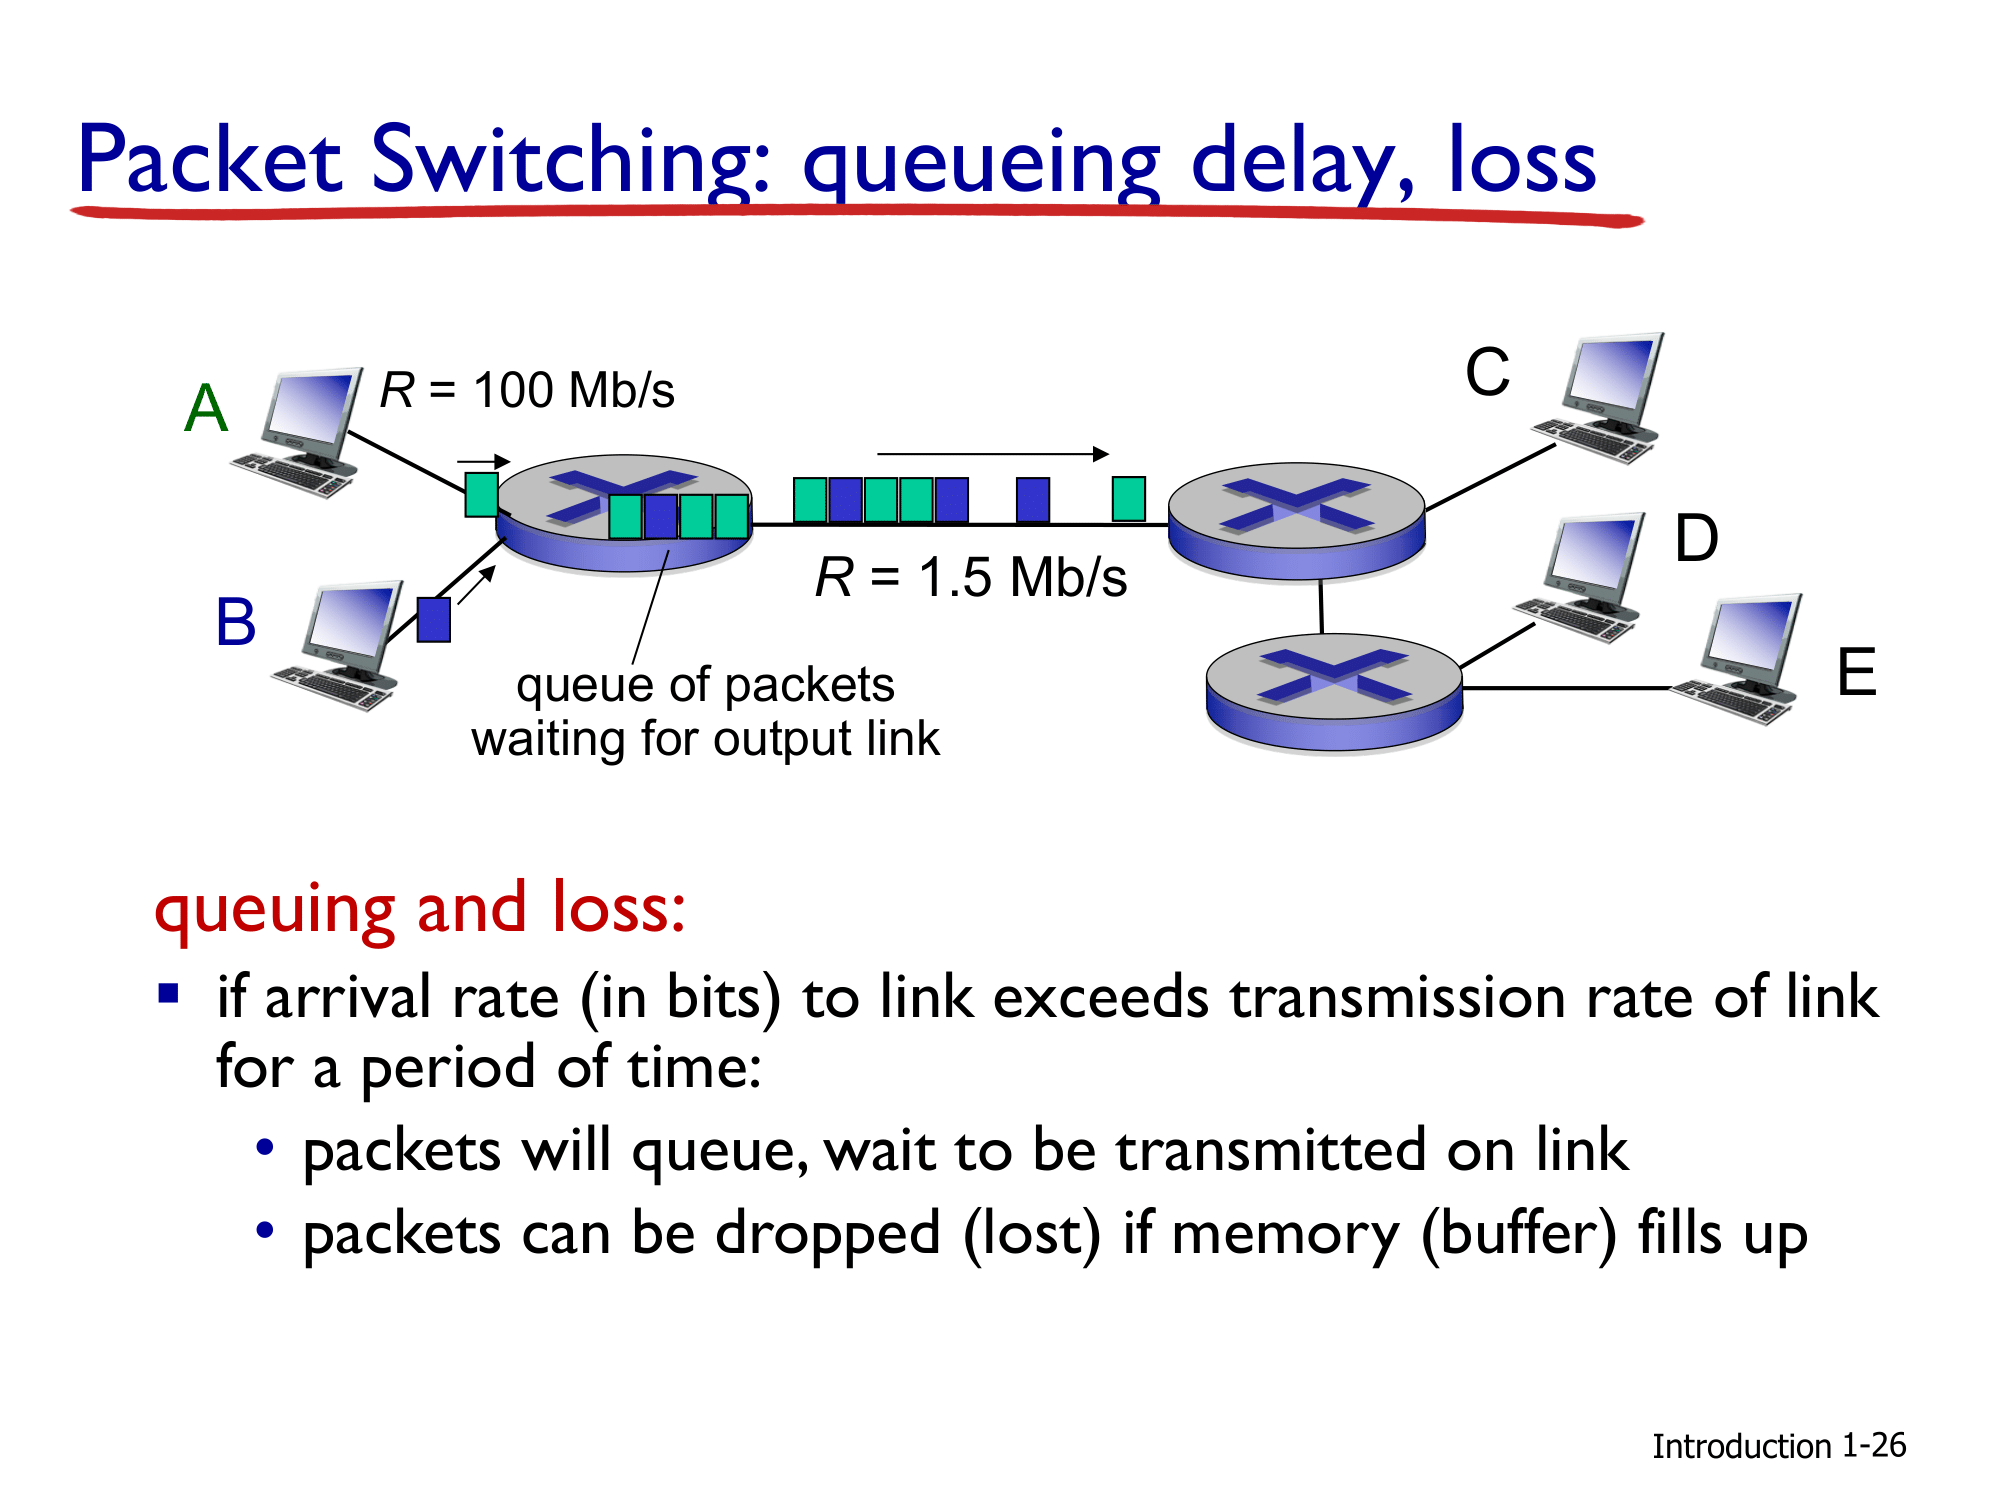 Packet Switching: queueing delay, loss
A
R = 100 Mb/s
C
D
B
R = 1.5 Mb/s
E
queue of packets
waiting for output link
queuing and loss:
▪ if arrival rate (in bits) to link exceeds transmission rate of link
for a period of time:
• packets will queue, wait to be transmitted on link
• packets can be dropped (lost) if memory (buffer) fills up
Introduction 1-26